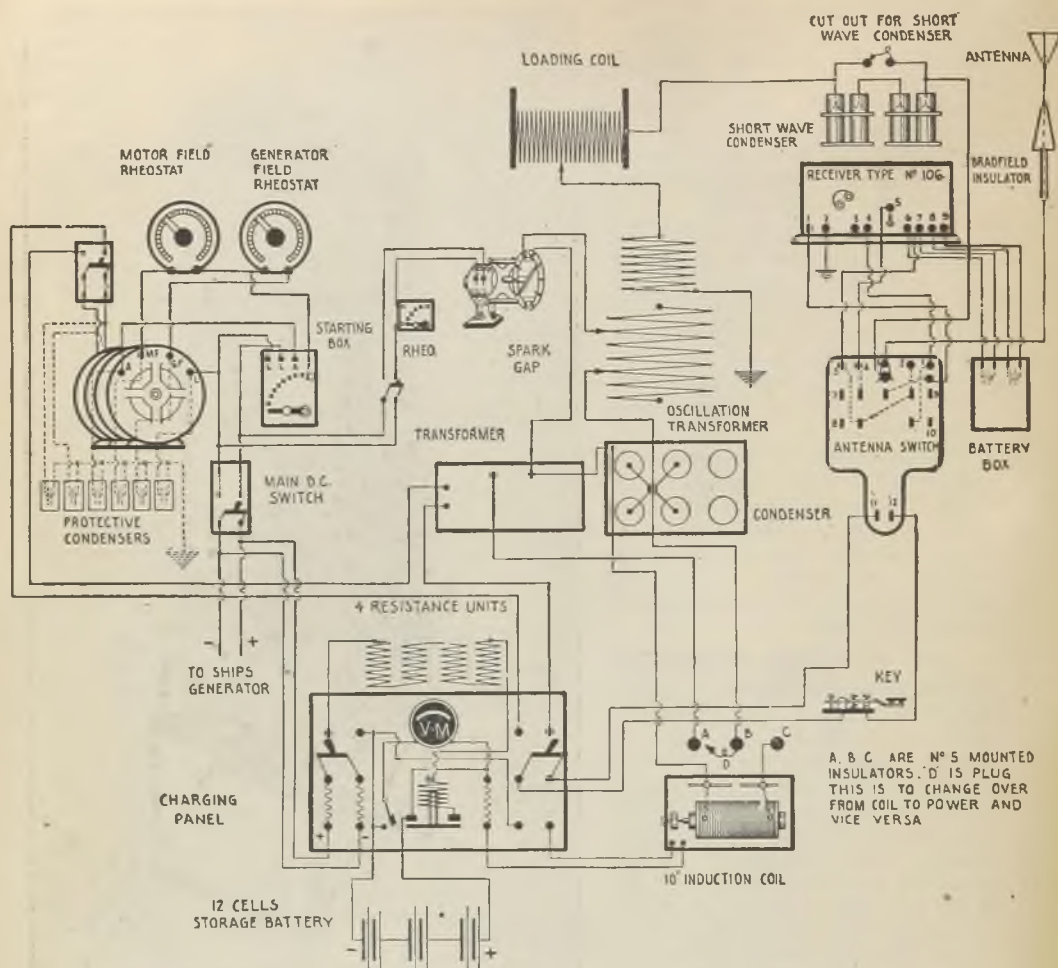 CUT OUT FOR SHORT
WAVE CONDENSER
ANTENNA
LOADING COIL
SHORT WAVE
CONDENSER
BRADFIELD
INSULATOR
MOTOR FIELD
RHEOSTAT
GENERATOR
FIELD
RHEOSTAT
RECEIVER TYPE Nº 106
STARTING
BOX
RHEO.
SPARK
GAP
OSCILLATION
TRANSFORMER
TRANSFORMER
ANTENNA SWITCH
BATTERY
BOX
MAIN D.C.
SWITCH
CONDENSER
PROTECTIVE
CONDENSERS
11 12
4 RESISTANCE UNITS
- +
TO SHIPS
GENERATOR
KEY
V-M
A B C
D
CHARGING
PANEL
+ -
A, B C ARE Nº 5 MOUNTED
INSULATORS. 'D' IS PLUG
THIS IS TO CHANGE OVER
FROM COIL TO POWER AND
VICE VERSA
10" INDUCTION COIL
12 CELLS
STORAGE BATTERY
- +